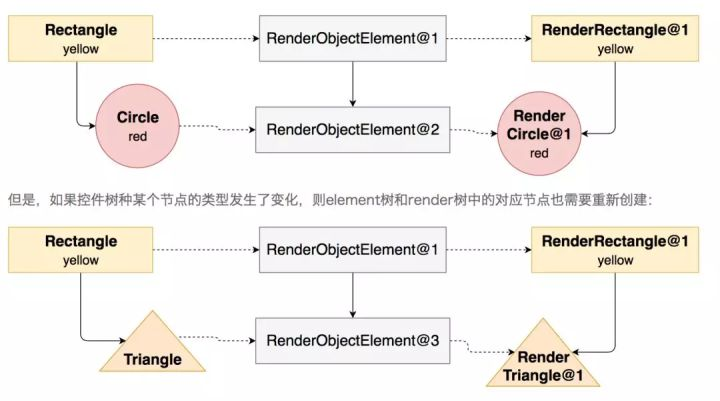 Rectangle
yellow
RenderObjectElement@1
RenderRectangle@1
yellow
Circle
red
RenderObjectElement@2
Render
Circle@1
red
但是，如果控件树种某个节点的类型发生了变化，则element树和render树中的对应节点也需要重新创建：
Rectangle
yellow
RenderObjectElement@1
RenderRectangle@1
yellow
Triangle
RenderObjectElement@3
Render
Triangle@1